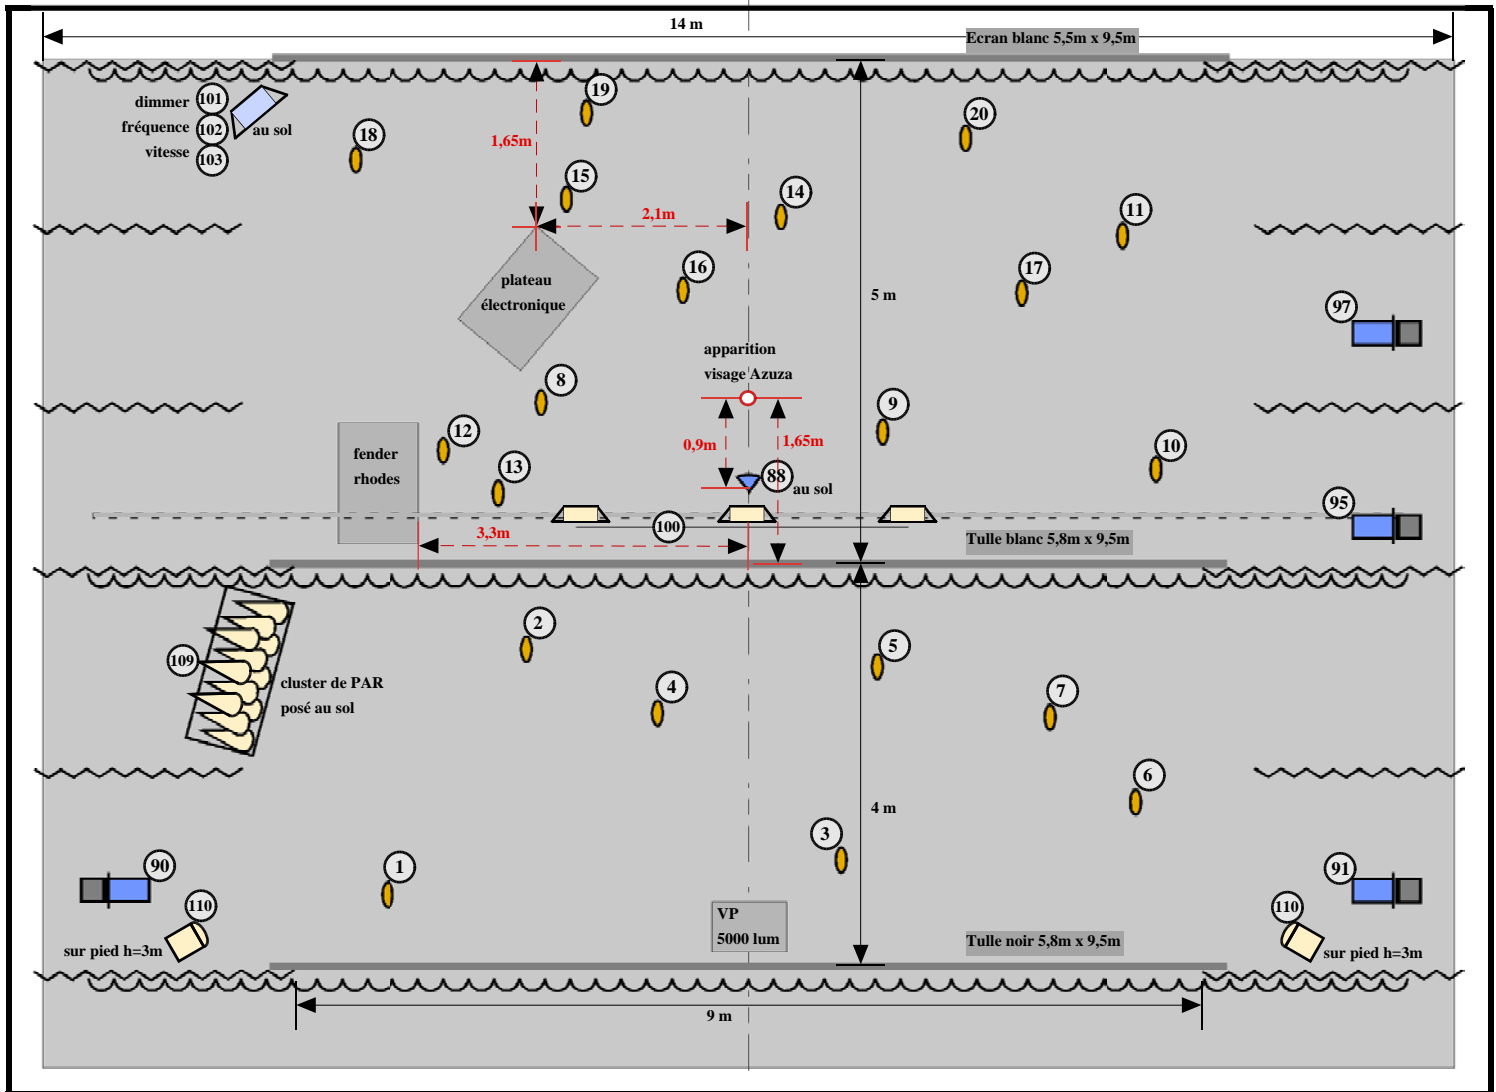 14 m
Ecran blanc 5,5m x 9,5m
dimmer 101
fréquence 102
vitesse 103
au sol
18
19
20
1,65m
15
14
11
2,1m
16
17
plateau
électronique
5 m
97
apparition
visage Azuza
8
9
12
0,9m
1,65m
10
fender
rhodes
13
88
au sol
95
100
3,3m
Tulle blanc 5,8m x 9,5m
2
5
109
cluster de PAR
posé au sol
4
7
6
4 m
3
90
1
91
110
110
VP
5000 lum
sur pied h=3m
Tulle noir 5,8m x 9,5m
sur pied h=3m
9 m